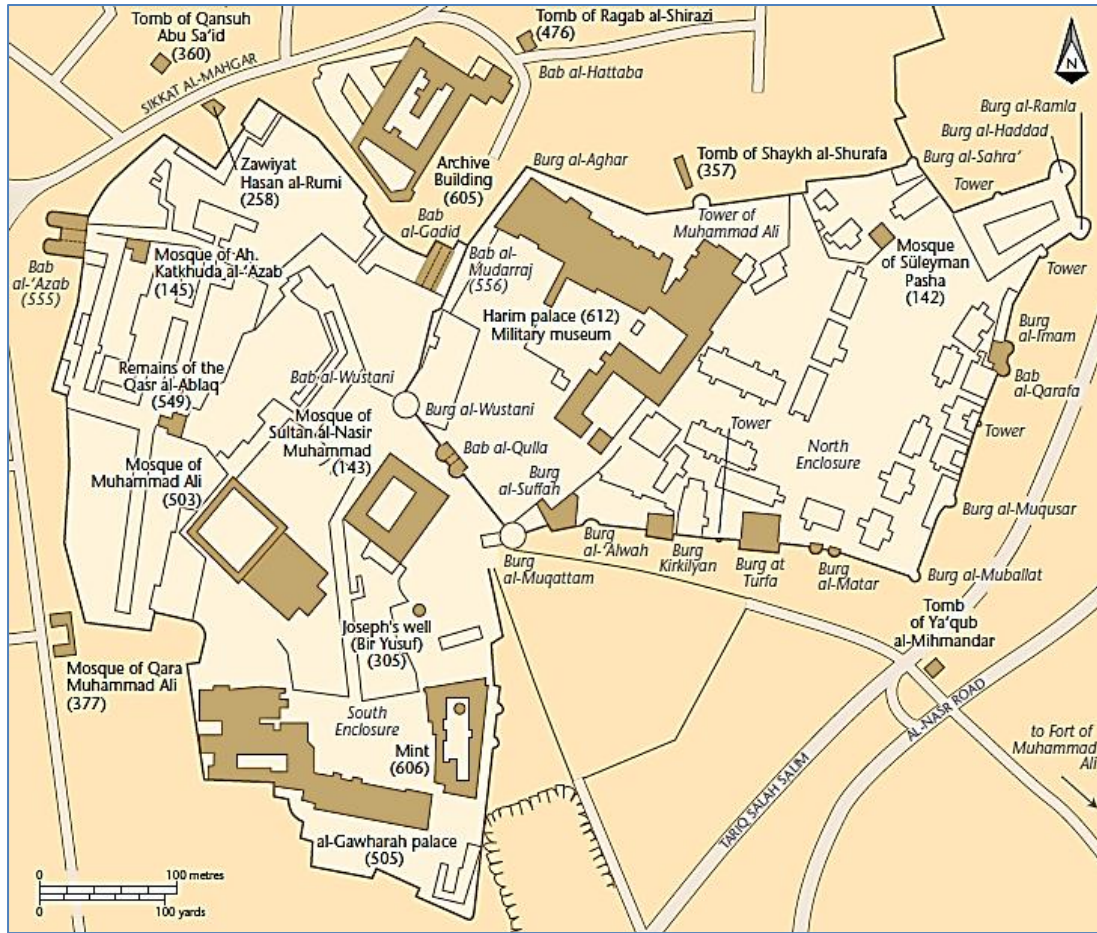 Tomb of Qansuh
Abu Sa'id
(360)
Tomb of Ragab al-Shirazi
(476)
Bab al-Hattaba
N
SIKKAT AL-MAHGAR
Burg al-Ramla
Burg al-Haddad
Burg al-Sahra'
Tower
Zawiyat
Hasan al-Rumi
(258)
Archive
Building
(605)
Burg al-Aghar
Tomb of Shaykh al-Shurafa
(357)
Bab
al-Gadid
Bab al-
Mudarraj
(556)
Tower of
Muhammad Ali
Mosque
of Süleyman
Pasha
(142)
Tower
Bab
al-'Azab
(555)
Mosque of Ah.
Katkhuda al-'Azab
(145)
Harim palace (612)
Military museum
Burg
al-Imam
Bab
al-Qarafa
Remains of the
Qasr al-Ablaq
(549)
Bab al-Wustani
Burg al-Wustani
Tower
Tower
Mosque of
Sultan al-Nasir
Muhammad
(143)
Bab al-Qulla
North
Enclosure
Mosque of
Muhammad Ali
(503)
Burg
al-Suffah
Burg al-Muqusar
Burg
al-Muqattam
Burg
al-'Alwah
Burg
Kirkilyan
Burg at
Turfa
Burg
al-Matar
Burg al-Muballat
Tomb
of Ya'qub
al-Mihmandar
Joseph's well
(Bir Yusuf)
(305)
Mosque of Qara
Muhammad Ali
(377)
South
Enclosure
Mint
(606)
AL-NASR ROAD
TARIQ SALAH SALIM
to Fort of
Muhammad
Ali
al-Gawharah palace
(505)
0 100 metres
0 100 yards